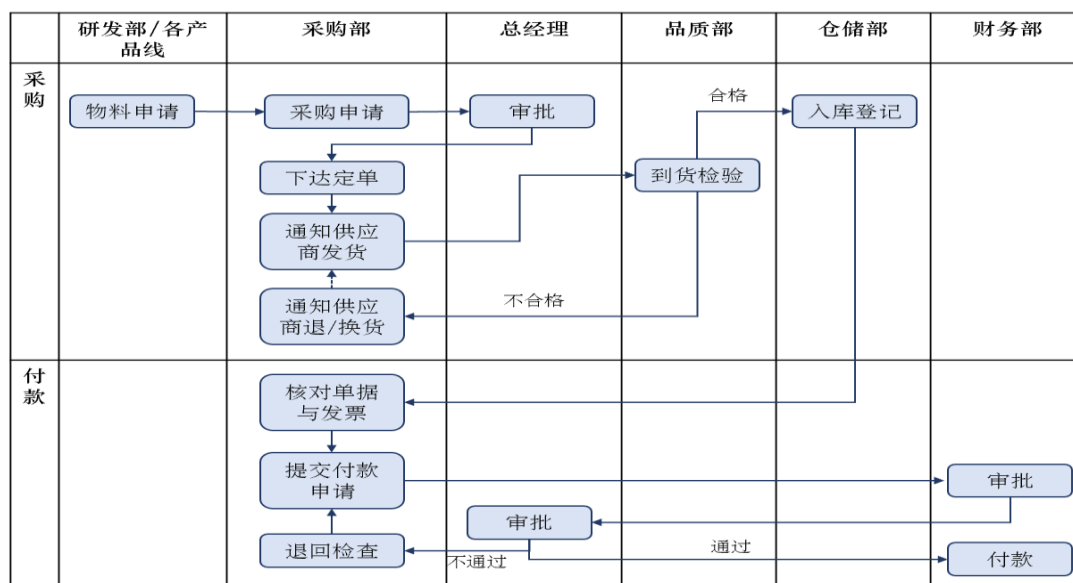 研发部/各产
品线
采购部
总经理
品质部
仓储部
财务部
采
购
物料申请
采购申请
审批
合格
入库登记
下达定单
到货检验
通知供应
商发货
通知供应
商退/换货
不合格
付
款
核对单据
与发票
提交付款
申请
审批
审批
退回检查
不通过
通过
付款